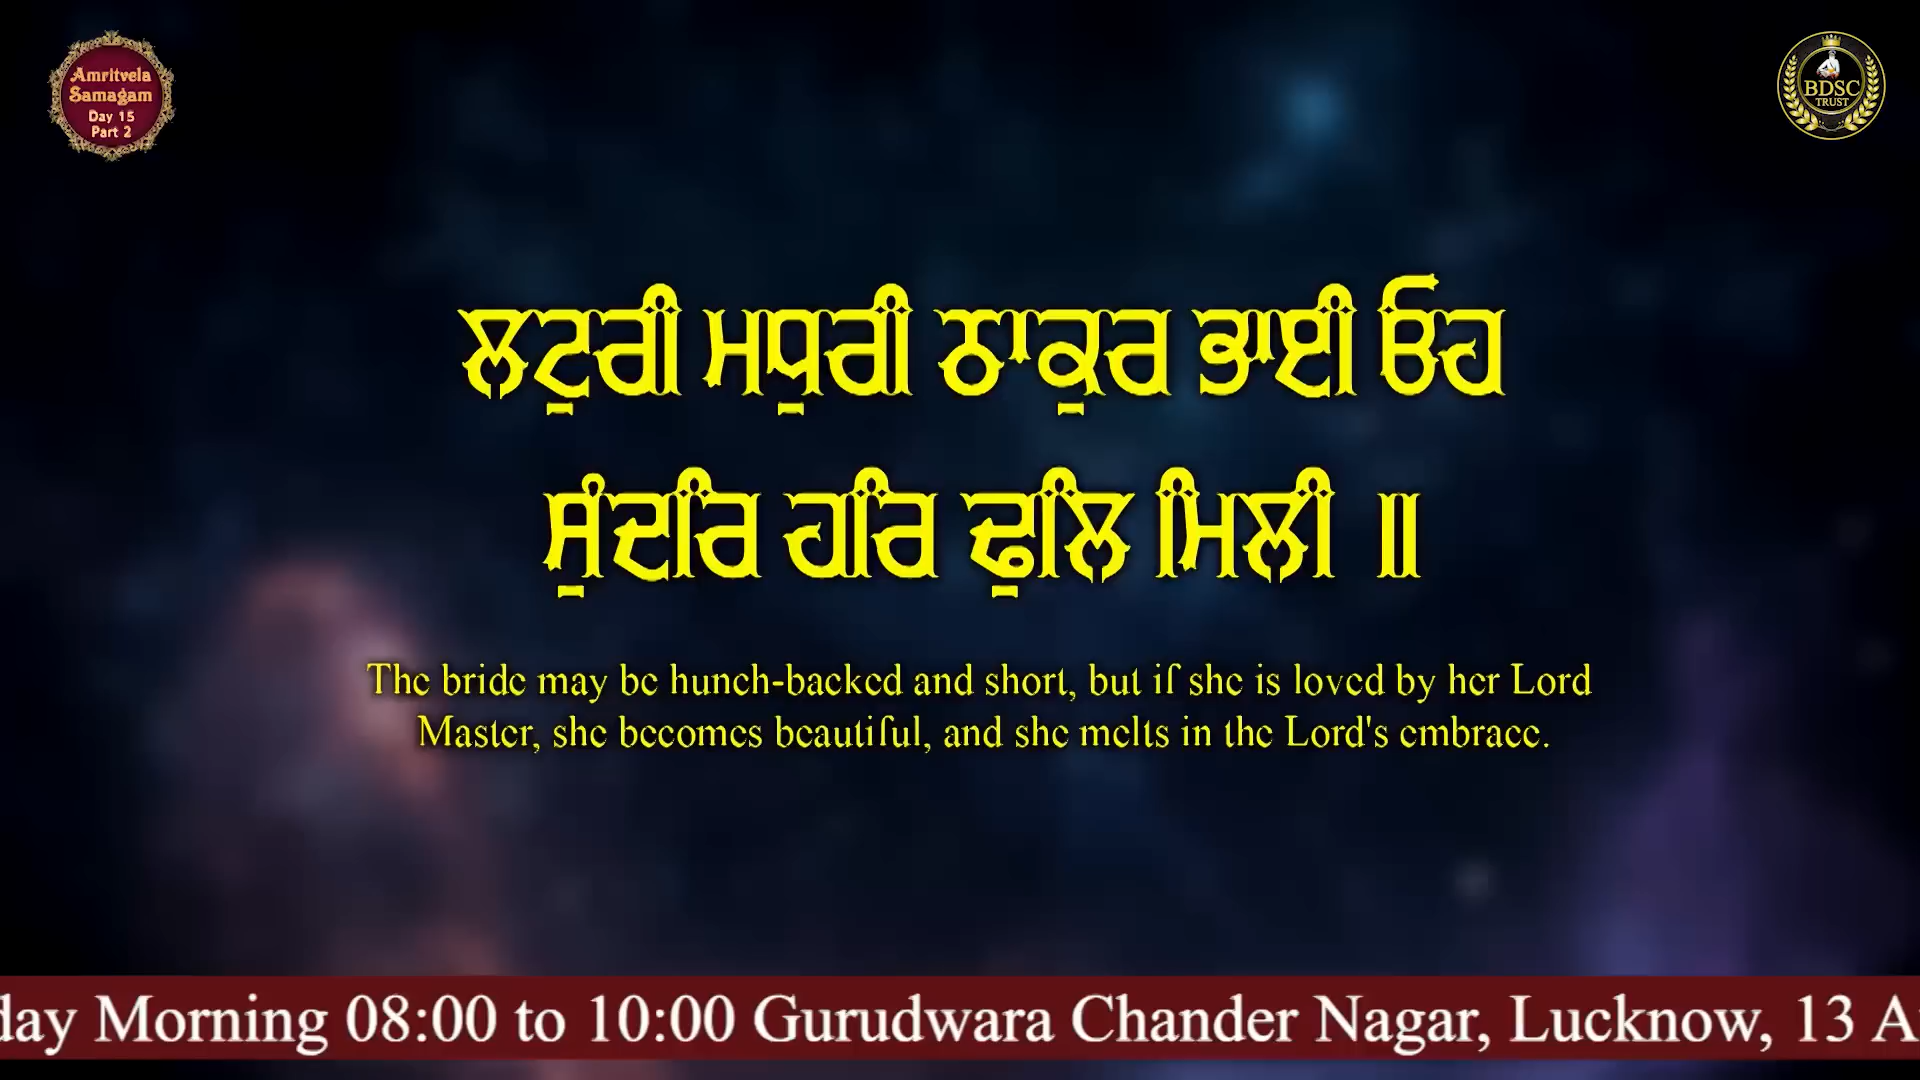 Amritvela
Samagam
Day 15
Part 2
BDSC
TRUST
ਲਟੁਰੀ ਮਧੁਰੀ ਠਾਕੁਰ ਭਾਈ ਓਹ
ਸੁੰਦਰਿ ਹਰਿ ਢੁਲਿ ਮਿਲੀ ॥
The bride may be hunch-backed and short, but if she is loved by her Lord
Master, she becomes beautiful, and she melts in the Lord's embrace.
day Morning 08:00 to 10:00 Gurudwara Chander Nagar, Lucknow, 13 A